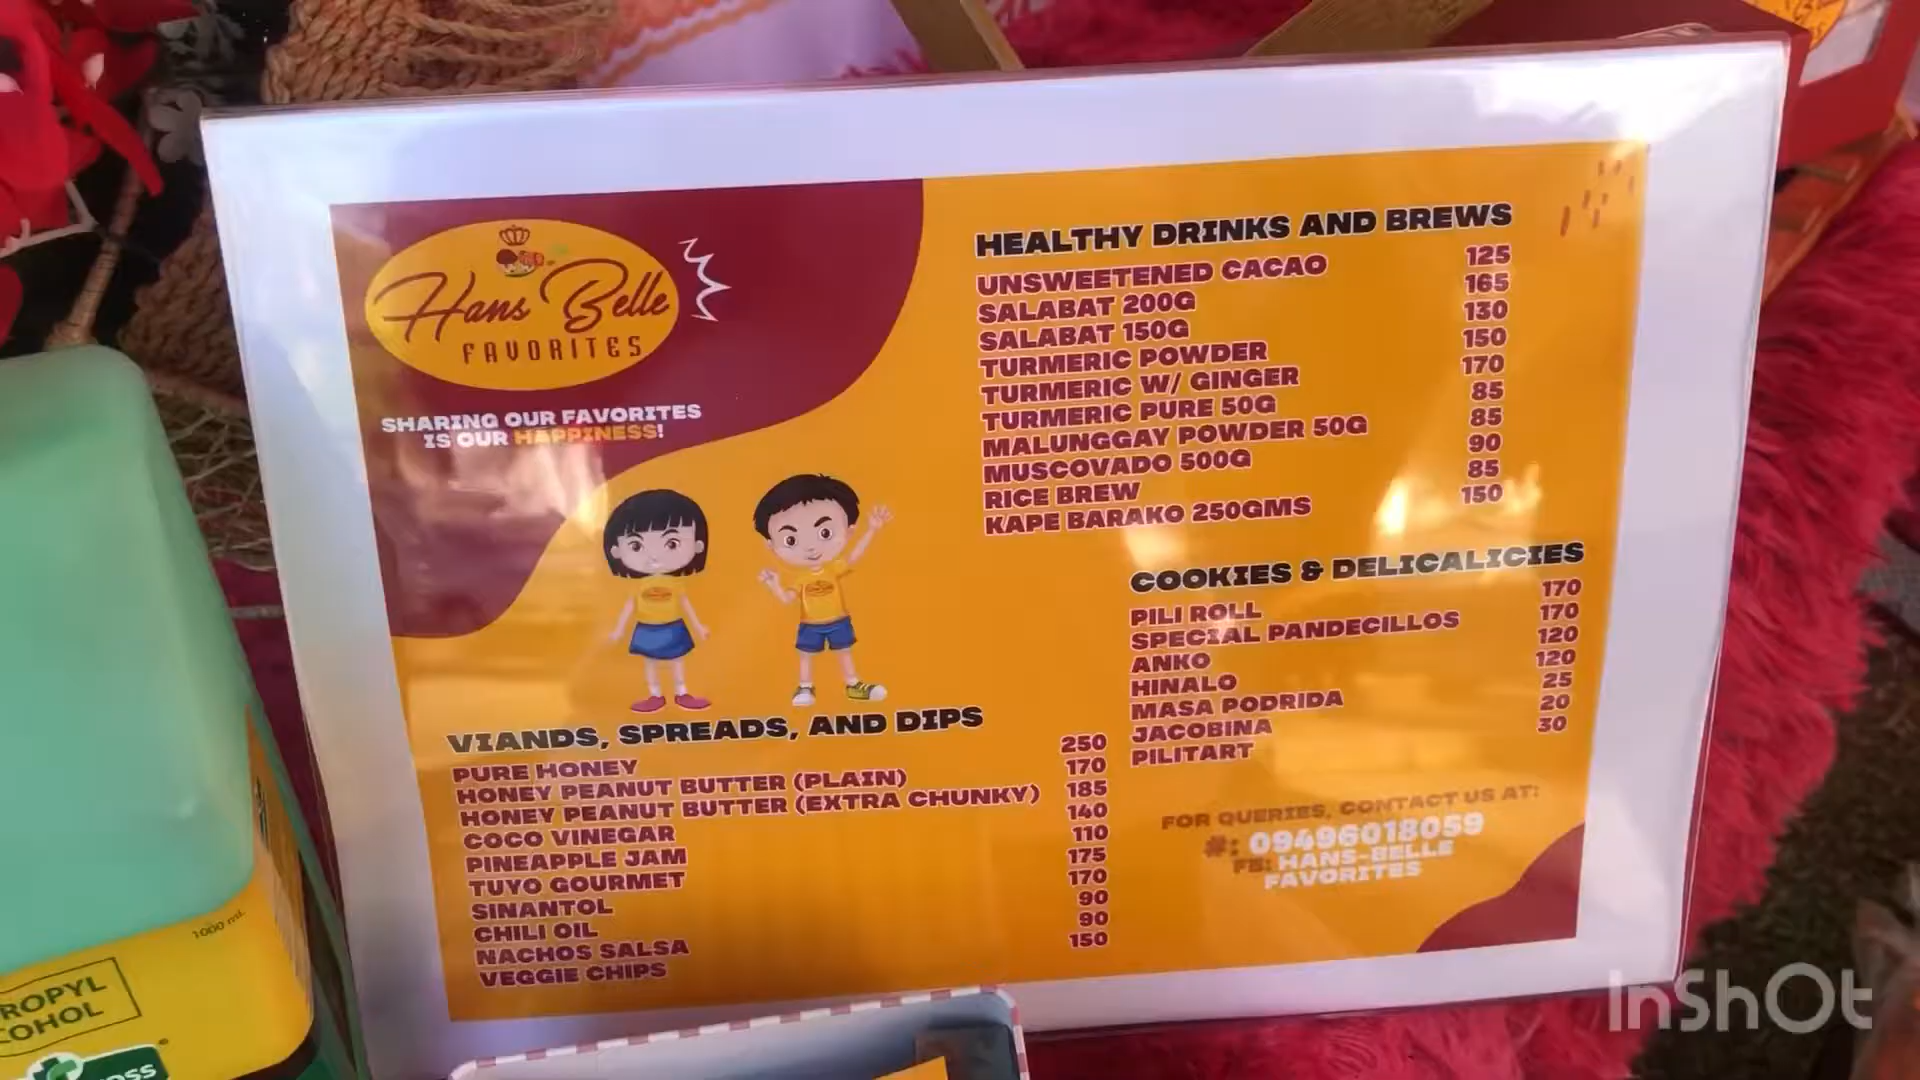 Hans Belle
FAVORITES
SHARING OUR FAVORITES
IS OUR HAPPINESS!
HEALTHY DRINKS AND BREWS
UNSWEETENED CACAO 125
SALABAT 200G 165
SALABAT 150G 130
TURMERIC POWDER 150
TURMERIC W/ GINGER 170
TURMERIC PURE 50G 85
MALUNGGAY POWDER 50G 85
MUSCOVADO 500G 90
RICE BREW 85
KAPE BARAKO 250GMS 150
COOKIES & DELICALICIES
PILI ROLL 170
SPECIAL PANDECILLOS 170
ANKO 120
HINALO 120
MASA PODRIDA 25
JACOBINA 20
PILITART 30
VIANDS, SPREADS, AND DIPS
PURE HONEY 250
HONEY PEANUT BUTTER (PLAIN) 170
HONEY PEANUT BUTTER (EXTRA CHUNKY) 185
COCO VINEGAR 140
PINEAPPLE JAM 110
TUYO GOURMET 175
SINANTOL 170
CHILI OIL 90
NACHOS SALSA 90
VEGGIE CHIPS 150
FOR QUERIES, CONTACT US AT:
#: 09496018059
FB: HANS-BELLE
FAVORITES
1000 mL
InShOt